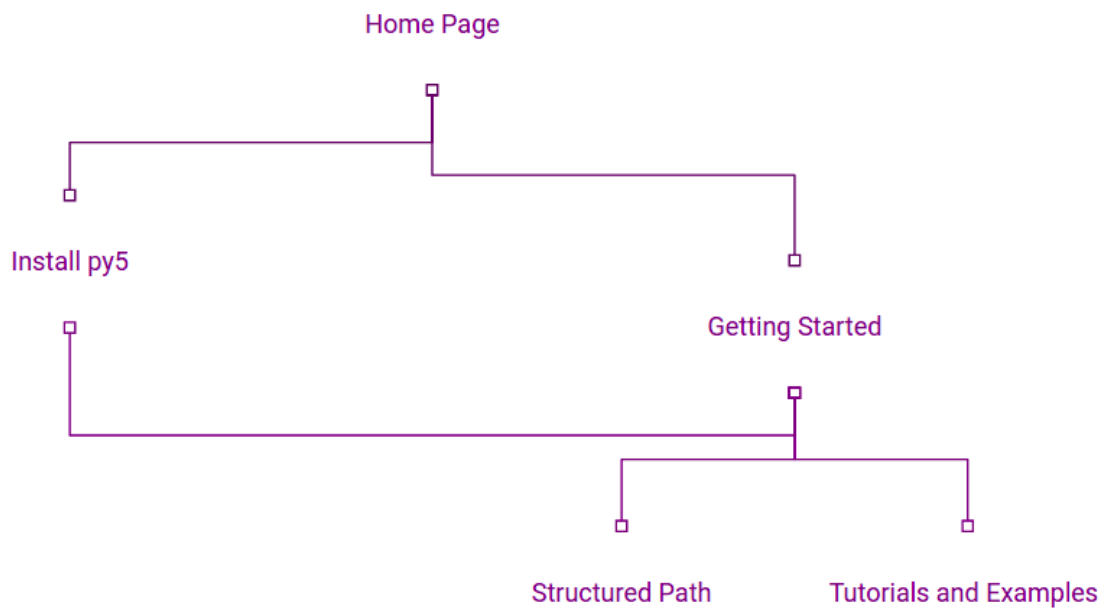 Home Page
Install py5
Getting Started
Structured Path
Tutorials and Examples